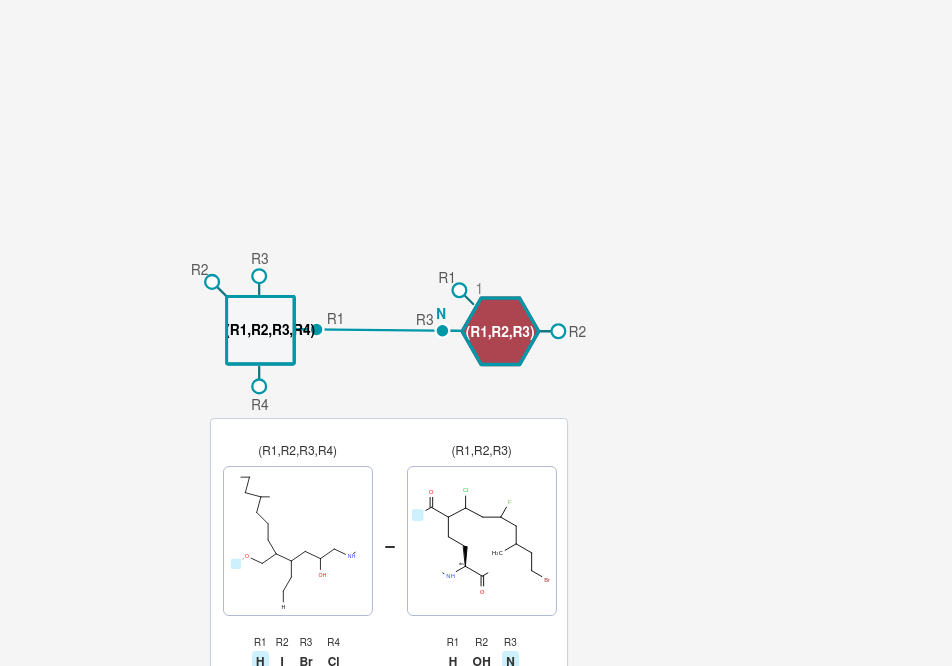 R3
R2
R1
1
N
R1
R3
(R1,R2,R3,R4)
(R1,R2,R3)
R2
R4
(R1,R2,R3,R4)
(R1,R2,R3)
O
NH
OH
H
O
Cl
F
H₃C
NH
O
Br
R1 R2 R3 R4
R1 R2 R3
H I Br Cl
H OH N